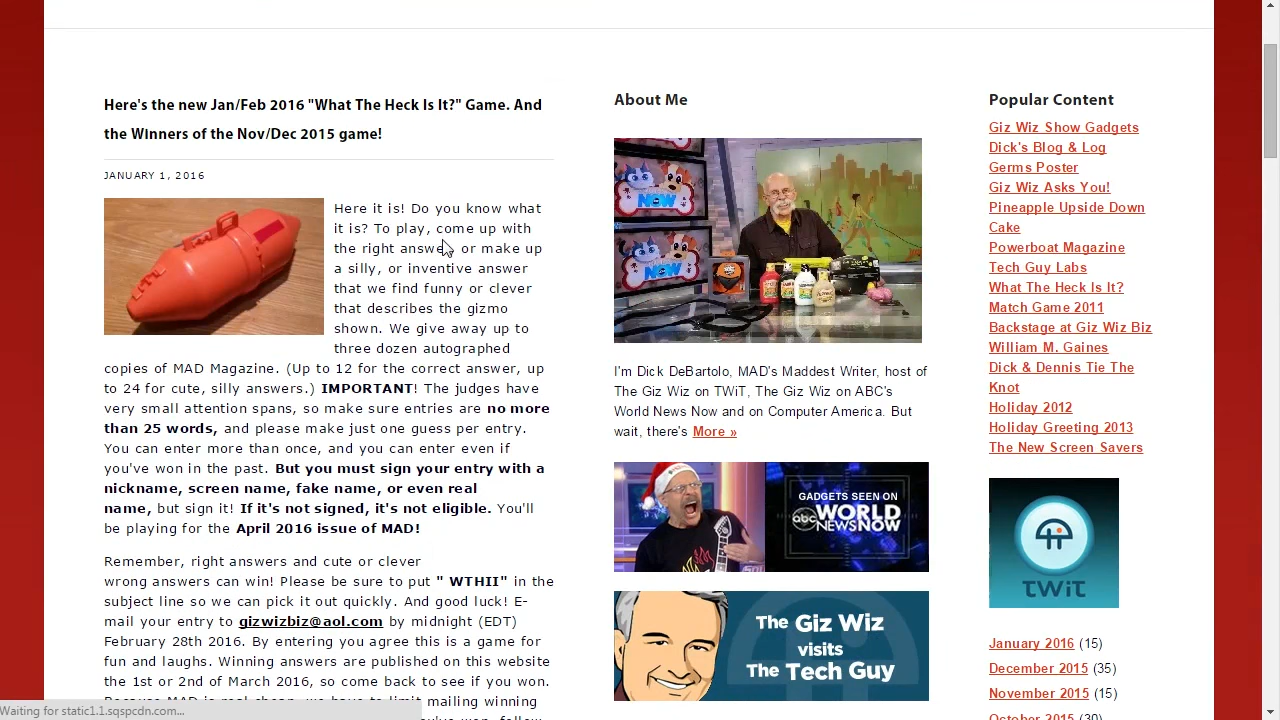 Here's the new Jan/Feb 2016 "What The Heck Is It?" Game. And
the Winners of the Nov/Dec 2015 game!
JANUARY 1, 2016
Here it is! Do you know what
it is? To play, come up with
the right answer, or make up
a silly, or inventive answer
that we find funny or clever
that describes the gizmo
shown. We give away up to
three dozen autographed
copies of MAD Magazine. (Up to 12 for the correct answer, up
to 24 for cute, silly answers.) IMPORTANT! The judges have
very small attention spans, so make sure entries are no more
than 25 words, and please make just one guess per entry.
You can enter more than once, and you can enter even if
you've won in the past. But you must sign your entry with a
nickname, screen name, fake name, or even real
name, but sign it! If it's not signed, it's not eligible. You'll
be playing for the April 2016 issue of MAD!
Remember, right answers and cute or clever
wrong answers can win! Please be sure to put " WTHII" in the
subject line so we can pick it out quickly. And good luck! E-
mail your entry to gizwizbiz@aol.com by midnight (EDT)
February 28th 2016. By entering you agree this is a game for
fun and laughs. Winning answers are published on this website
the 1st or 2nd of March 2016, so come back to see if you won.
mailing winning
Waiting for static1.1.sqspcdn.com...
About Me
NOW
NOW
I'm Dick DeBartolo, MAD's Maddest Writer, host of
The Giz Wiz on TWiT, The Giz Wiz on ABC's
World News Now and on Computer America. But
wait, there's More »
GADGETS SEEN ON
abc WORLD
NEWS NOW
The Giz Wiz
visits
The Tech Guy
Popular Content
Giz Wiz Show Gadgets
Dick's Blog & Log
Germs Poster
Giz Wiz Asks You!
Pineapple Upside Down
Cake
Powerboat Magazine
Tech Guy Labs
What The Heck Is It?
Match Game 2011
Backstage at Giz Wiz Biz
William M. Gaines
Dick & Dennis Tie The
Knot
Holiday 2012
Holiday Greeting 2013
The New Screen Savers
TWiT
January 2016 (15)
December 2015 (35)
November 2015 (15)
October 2015 (30)